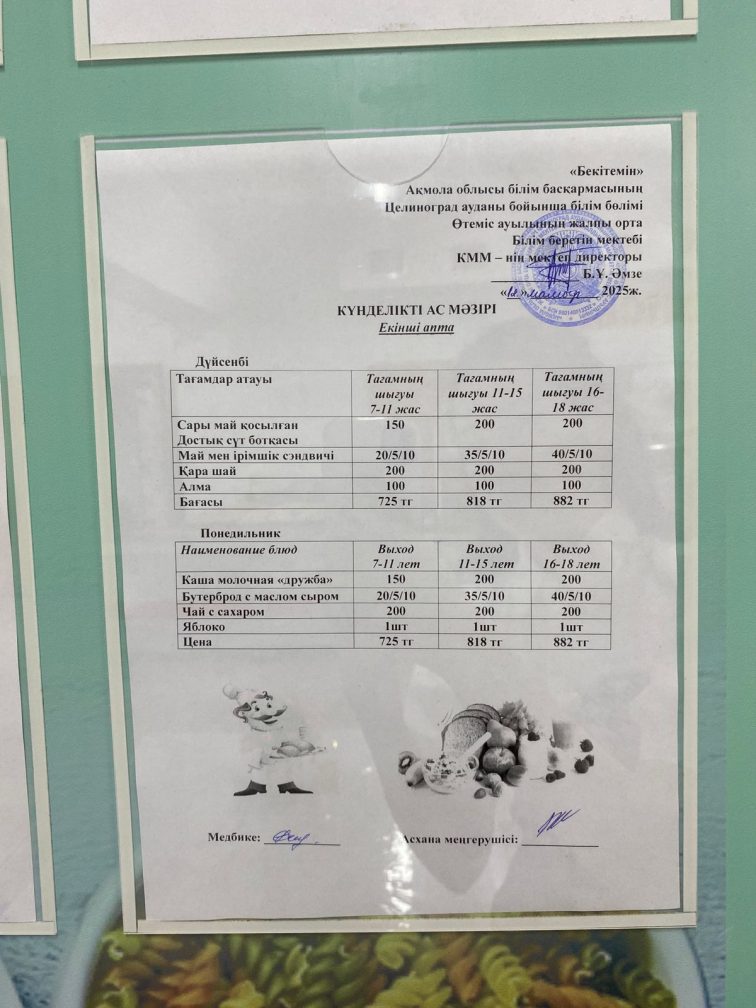 «Бекітемін»
Ақмола облысы білім басқармасының
Целиноград ауданы бойынша білім бөлімі
Өтеміс ауылының жалпы орта
Білім беретін мектебі
КММ – нің мектеп директоры
Б.Ұ. Әмзе
2025ж.
КҮНДЕЛІКТІ АС МӘЗІРІ
Екінші апта
Дүйсенбі
Тағамдар атауы Тағамның шығуы 7-11 жас Тағамның шығуы 11-15 жас Тағамның шығуы 16-18 жас
Сары май қосылған Достық сүт ботқасы 150 200 200
Май мен ірімшік сэндвичі 20/5/10 35/5/10 40/5/10
Қара шай 200 200 200
Алма 100 100 100
Бағасы 725 тг 818 тг 882 тг
Понедильник
Наименование блюд Выход 7-11 лет Выход 11-15 лет Выход 16-18 лет
Каша молочная «дружба» 150 200 200
Бутерброд с маслом сыром 20/5/10 35/5/10 40/5/10
Чай с сахаром 200 200 200
Яблоко 1шт 1шт 1шт
Цена 725 тг 818 тг 882 тг
Медбике:
Асхана меңгерушісі: